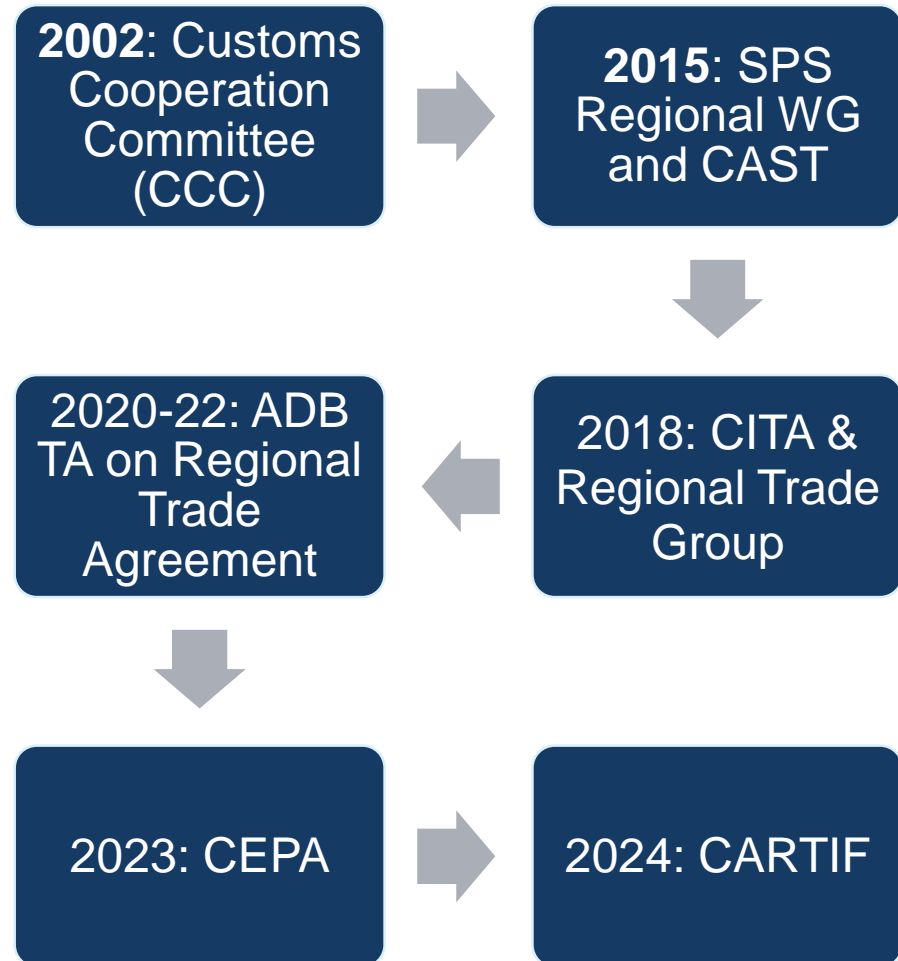 2002: Customs
Cooperation
Committee
(CCC)
2015: SPS
Regional WG
and CAST
2018: CITA &
Regional Trade
Group
2020-22: ADB
TA on Regional
Trade
Agreement
2023: CEPA
2024: CARTIF